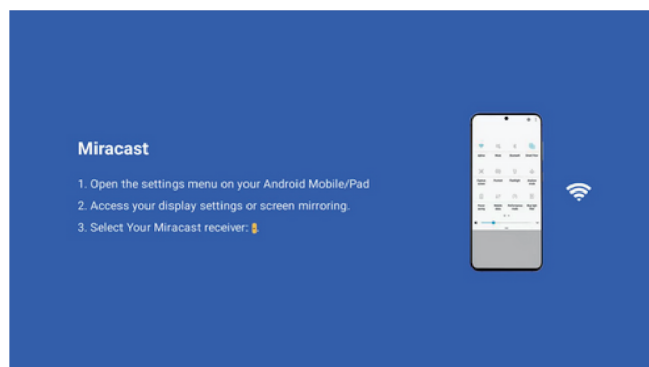 Miracast
1. Open the settings menu on your Android Mobile/Pad
2. Access your display settings or screen mirroring.
3. Select Your Miracast receiver: